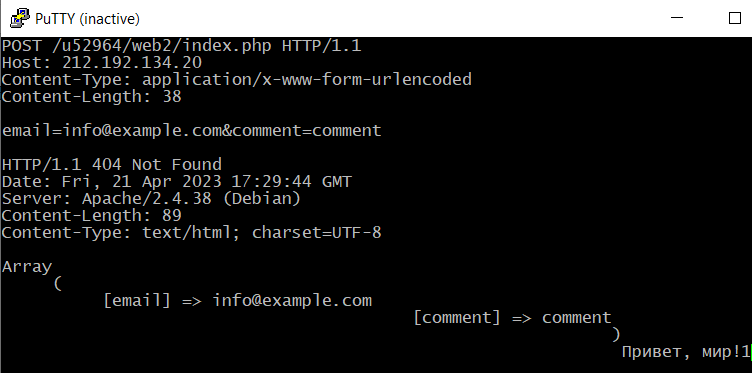 PuTTY (inactive)
POST /u52964/web2/index.php HTTP/1.1
Host: 212.192.134.20
Content-Type: application/x-www-form-urlencoded
Content-Length: 38
email=info@example.com&comment=comment
HTTP/1.1 404 Not Found
Date: Fri, 21 Apr 2023 17:29:44 GMT
Server: Apache/2.4.38 (Debian)
Content-Length: 89
Content-Type: text/html; charset=UTF-8
Array
(
[email] => info@example.com
[comment] => comment
)
Привет, мир!1